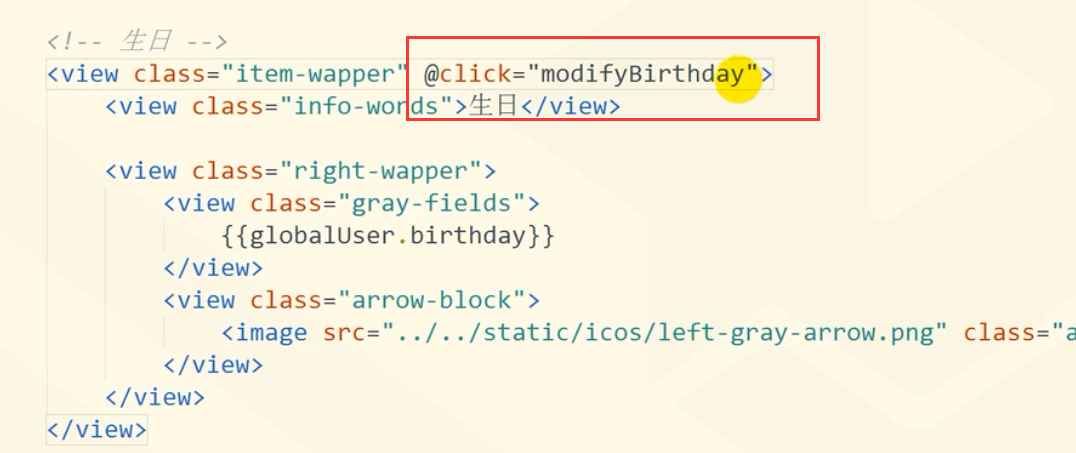 <!-- 生日 -->
<view class="item-wapper" @click="modifyBirthday">
<view class="info-words">生日</view>
<view class="right-wapper">
<view class="gray-fields">
{{globalUser.birthday}}
</view>
<view class="arrow-block">
<image src="../../static/icos/left-gray-arrow.png" class="a
</view>
</view>
</view>